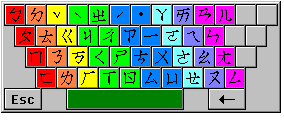 ㄅ ㄉ ˇ ˋ ㄓ ˊ ˙ ㄚ ㄞ ㄢ ㄦ
ㄆ ㄊ ㄍ ㄐ ㄔ ㄗ ㄧ ㄛ ㄟ ㄣ
ㄇ ㄋ ㄎ ㄑ ㄕ ㄘ ㄨ ㄜ ㄠ ㄤ
ㄈ ㄌ ㄏ ㄒ ㄖ ㄙ ㄩ ㄝ ㄡ ㄥ
Esc ←